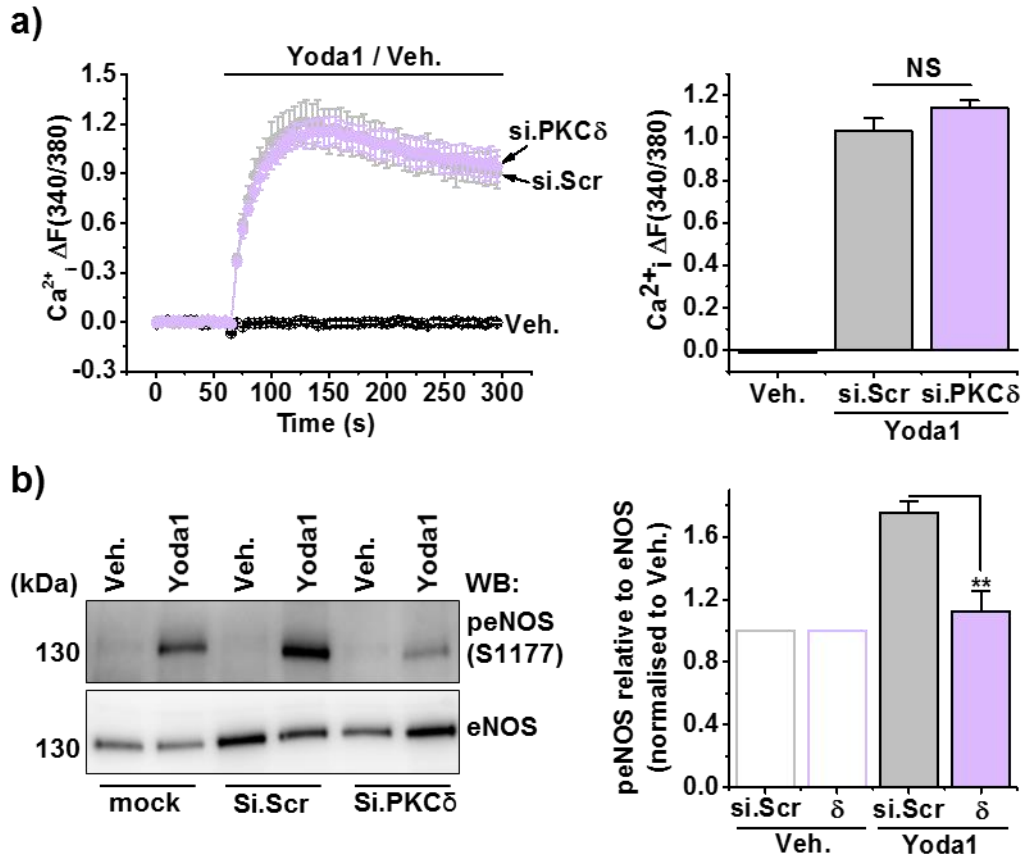 a)
Yoda1 / Veh.
Ca²⁺ᵢ ΔF(340/380)
1.5
1.2
0.9
0.6
0.3
0.0
-0.3
si.PKCδ
si.Scr
Veh.
0 50 100 150 200 250 300
Time (s)
NS
Ca²⁺ᵢ ΔF(340/380)
1.2
1.0
0.8
0.6
0.4
0.2
0.0
Veh. si.Scr si.PKCδ
Yoda1
b)
Veh. Yoda1 Veh. Yoda1 Veh. Yoda1
(kDa) WB:
130
peNOS
(S1177)
130 eNOS
mock Si.Scr Si.PKCδ
peNOS relative to eNOS
(normalised to Veh.)
1.6
1.2
0.8
0.4
0.0
**
si.Scr δ si.Scr δ
Veh. Yoda1